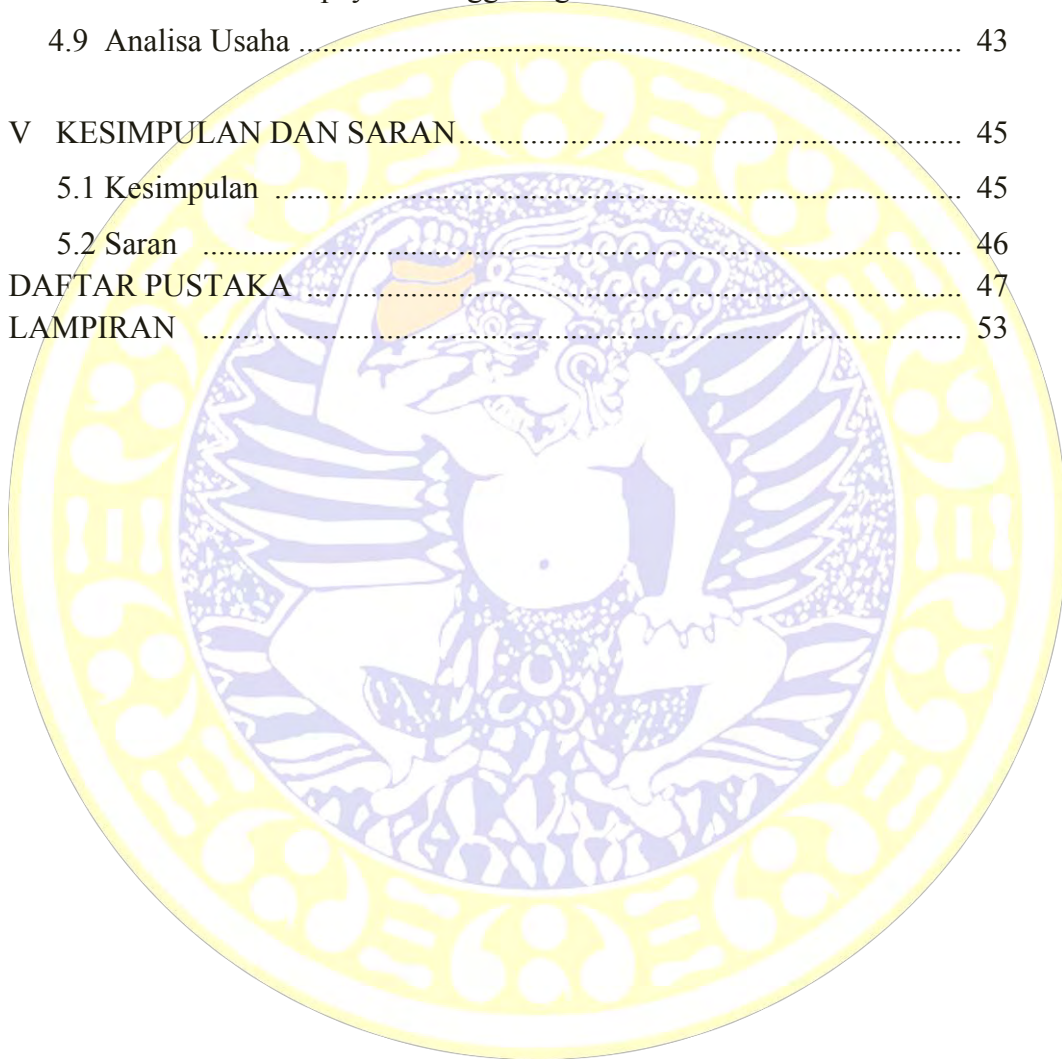 4.9 Analisa Usaha ........................................................................... 43
V KESIMPULAN DAN SARAN......................................................... 45
5.1 Kesimpulan .............................................................................. 45
5.2 Saran ...................................................................................... 46
DAFTAR PUSTAKA .......................................................................... 47
LAMPIRAN ...................................................................................... 53